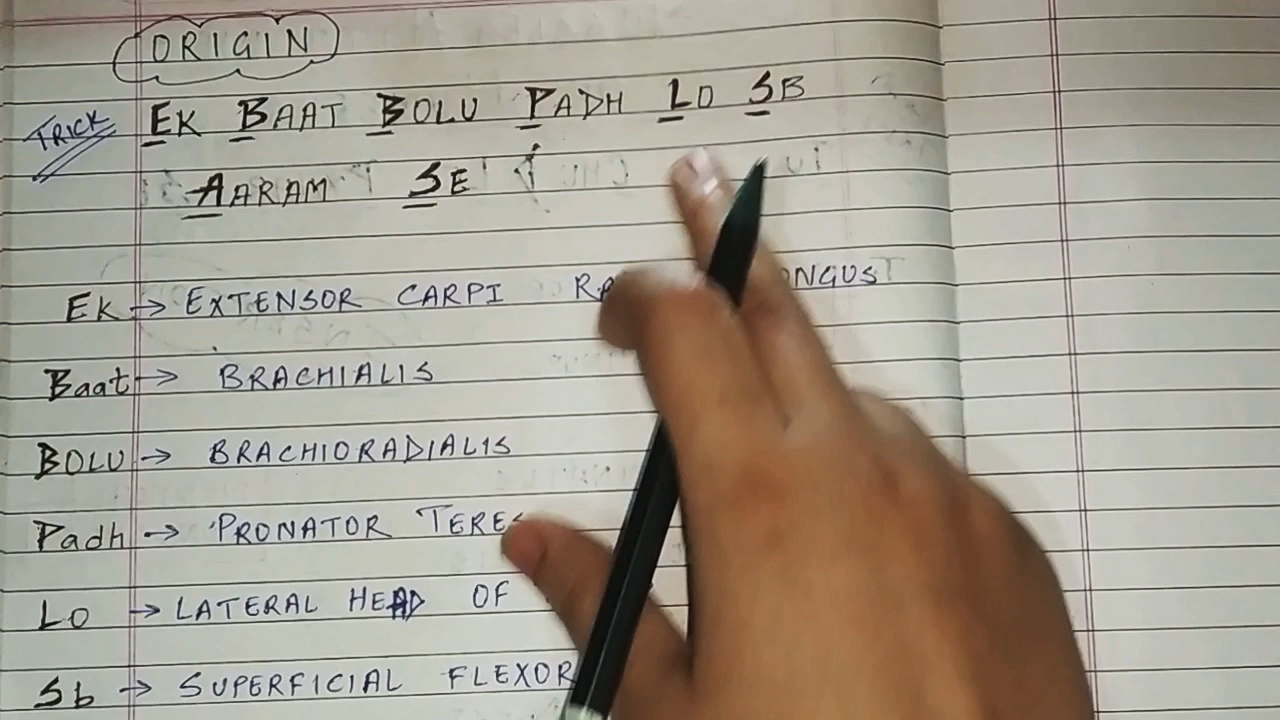 ORIGIN
TRICK EK BAAT BOLU PADH LO SB
AARAM SE
EK → EXTENSOR CARPI
Baat → BRACHIALIS
BOLU → BRACHIORADIALIS
Padh → PRONATOR TERES
LO → LATERAL HEAD OF
Sb → SUPERFICIAL FLEXOR